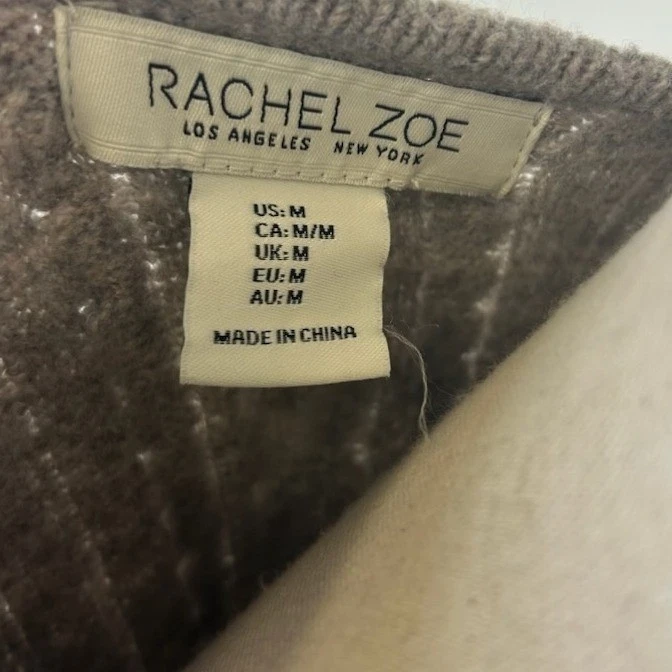 RACHEL ZOE
LOS ANGELES NEW YORK
US: M
CA: M/M
UK: M
EU: M
AU: M
MADE IN CHINA